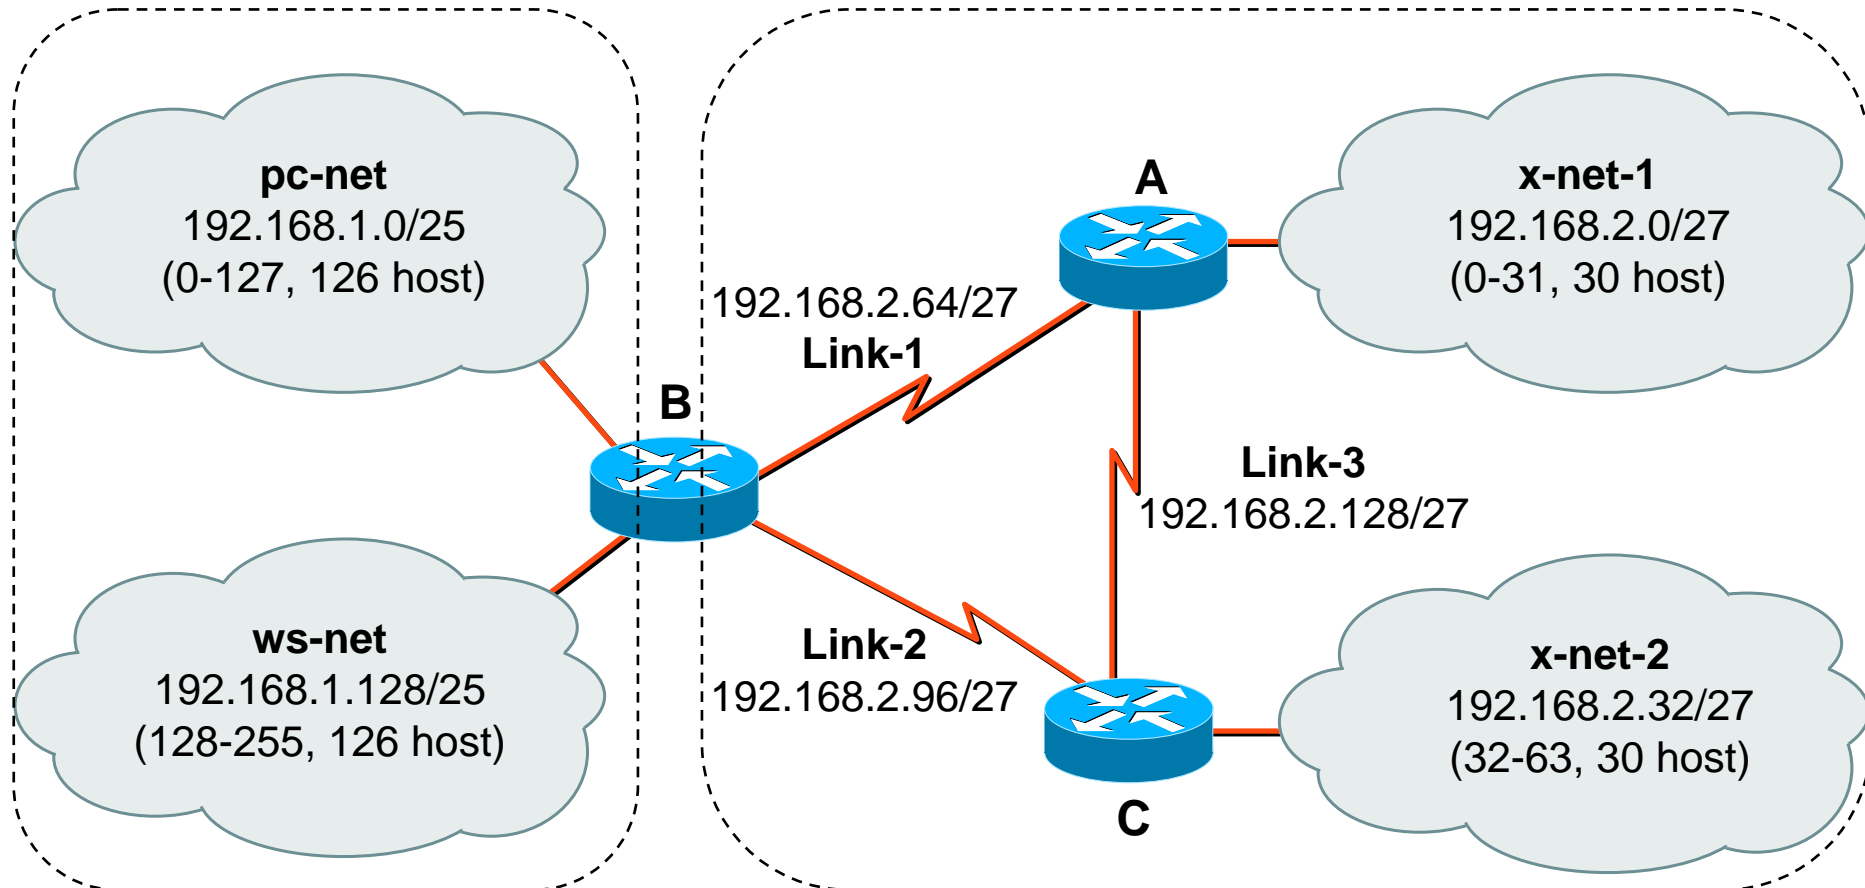 pc-net
192.168.1.0/25
(0-127, 126 host)
A
x-net-1
192.168.2.0/27
(0-31, 30 host)
192.168.2.64/27
Link-1
B
Link-3
192.168.2.128/27
ws-net
192.168.1.128/25
(128-255, 126 host)
Link-2
192.168.2.96/27
x-net-2
192.168.2.32/27
(32-63, 30 host)
C